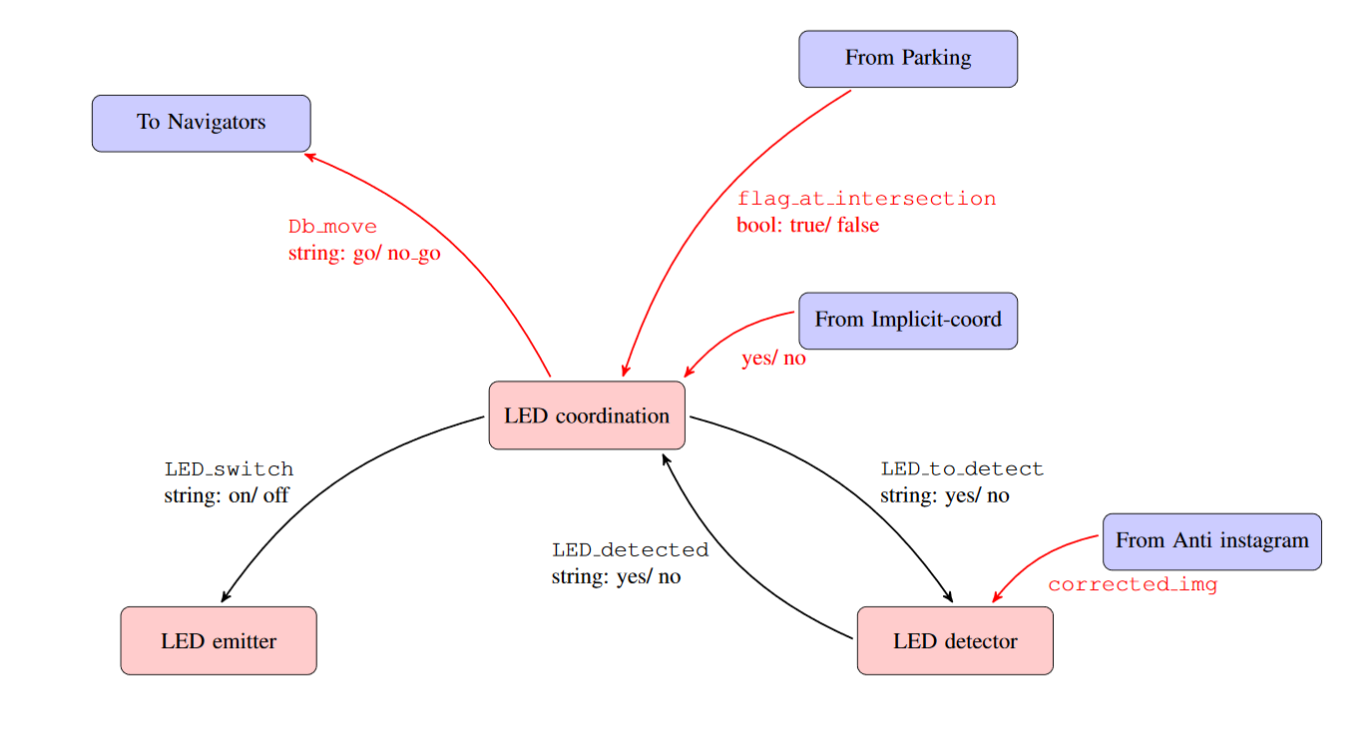 From Parking
To Navigators
flag_at_intersection
bool: true/ false
Db_move
string: go/ no_go
From Implicit-coord
yes/ no
LED coordination
LED_switch
string: on/ off
LED_to_detect
string: yes/ no
From Anti instagram
LED_detected
string: yes/ no
corrected_img
LED emitter
LED detector